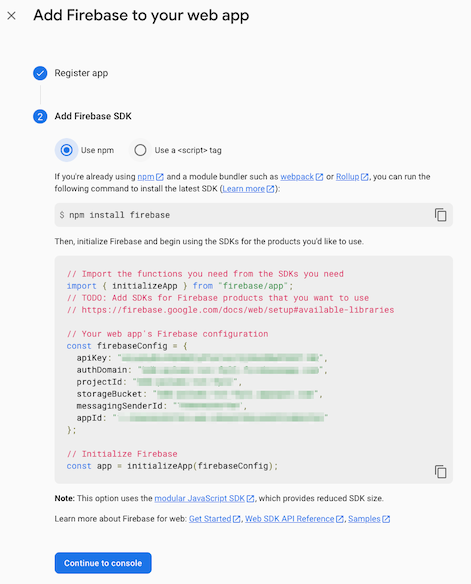 Add Firebase to your web app
Register app
2 Add Firebase SDK
Use npm Use a <script> tag
If you're already using npm and a module bundler such as webpack or Rollup, you can run the
following command to install the latest SDK (Learn more):
$ npm install firebase
Then, initialize Firebase and begin using the SDKs for the products you'd like to use.
// Import the functions you need from the SDKs you need
import { initializeApp } from "firebase/app";
// TODO: Add SDKs for Firebase products that you want to use
// https://firebase.google.com/docs/web/setup#available-libraries
// Your web app's Firebase configuration
const firebaseConfig = {
apiKey: "",
authDomain: "",
projectId: "",
storageBucket: "",
messagingSenderId: "",
appId: "
};
// Initialize Firebase
const app = initializeApp(firebaseConfig);
Note: This option uses the modular JavaScript SDK, which provides reduced SDK size.
Learn more about Firebase for web: Get Started, Web SDK API Reference, Samples
Continue to console